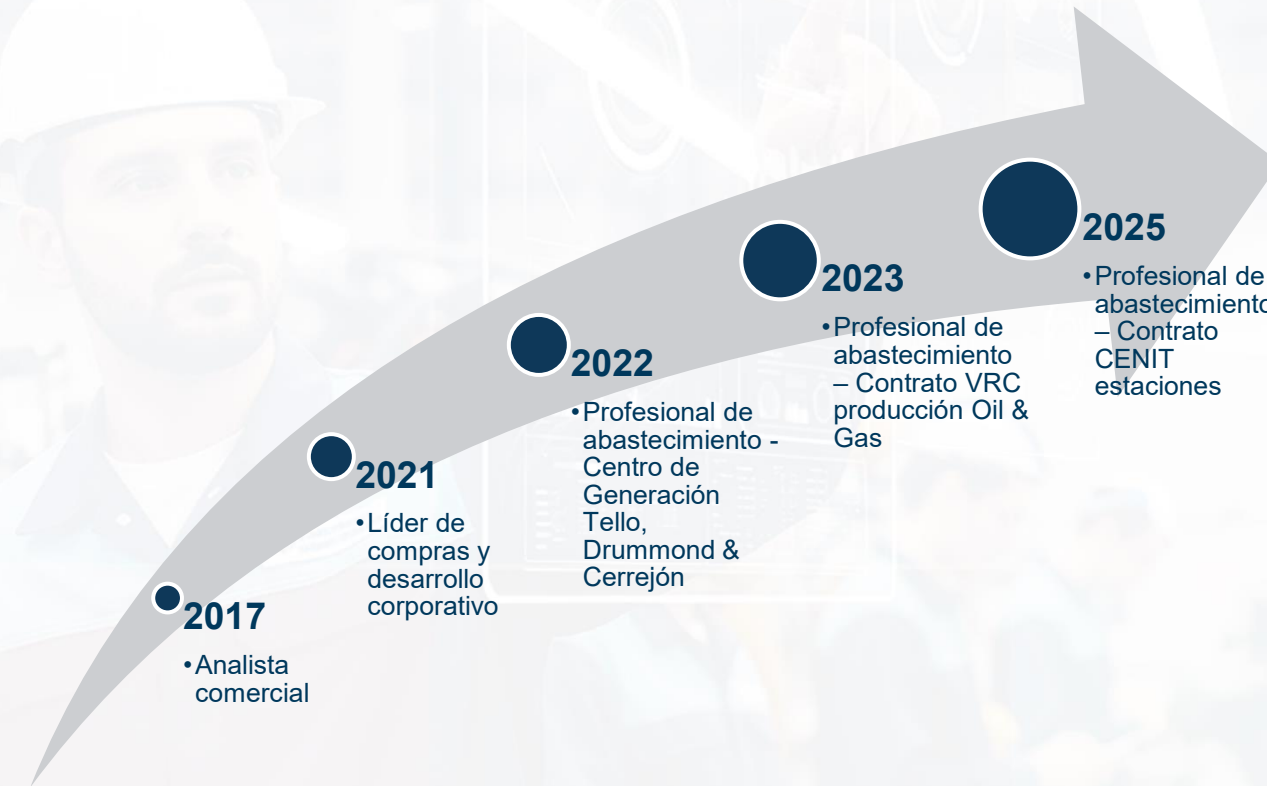 2017
•Analista
comercial
2021
•Líder de
compras y
desarrollo
corporativo
2022
•Profesional de
abastecimiento -
Centro de
Generación
Tello,
Drummond &
Cerrejón
2023
•Profesional de
abastecimiento
– Contrato VRC
producción Oil &
Gas
2025
•Profesional de
abastecimiento
– Contrato
CENIT
estaciones